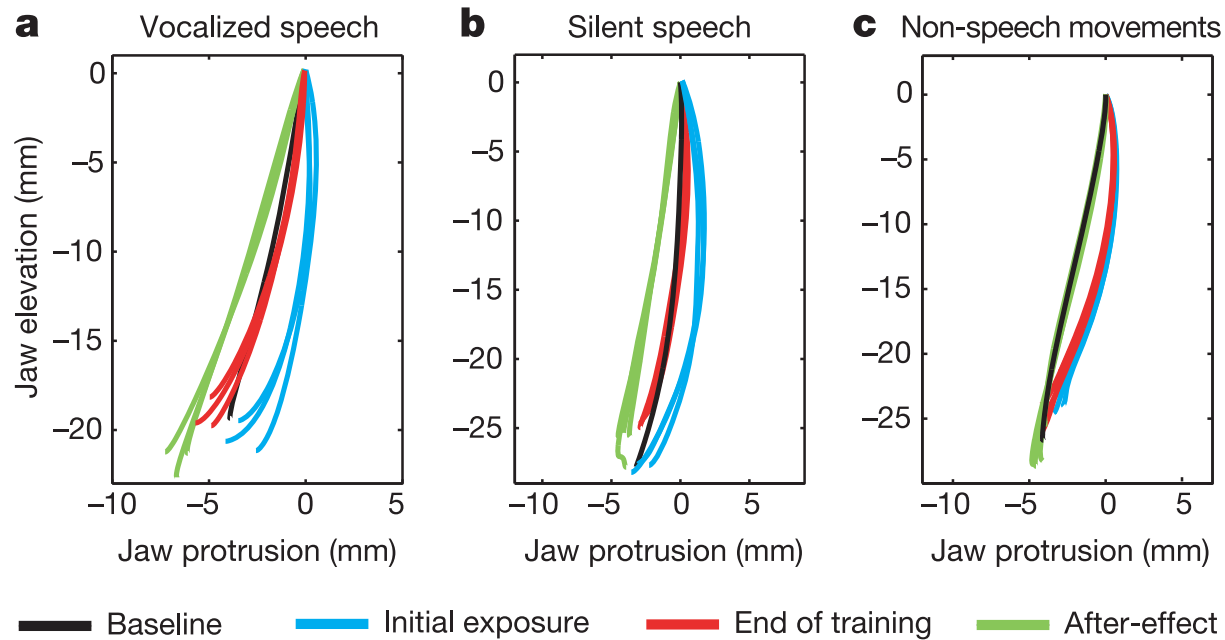 a Vocalized speech
b Silent speech
c Non-speech movements
Jaw elevation (mm)
0
–5
–10
–15
–20
–10 –5 0 5
Jaw protrusion (mm)
0
–5
–10
–15
–20
–25
–10 –5 0 5
Jaw protrusion (mm)
0
–5
–10
–15
–20
–25
–10 –5 0 5
Jaw protrusion (mm)
Baseline Initial exposure End of training After-effect